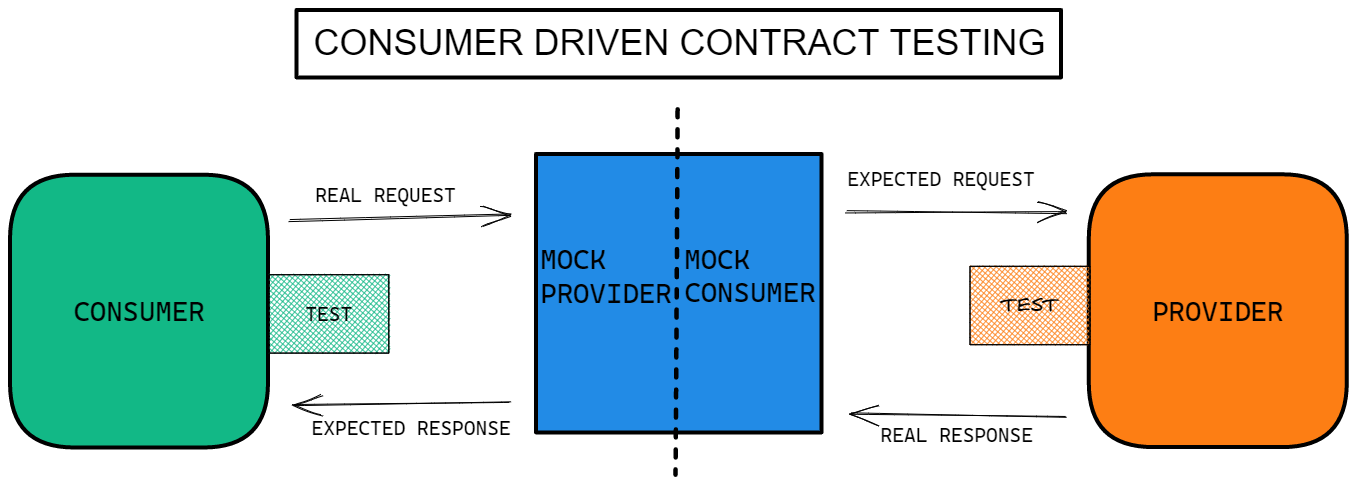 CONSUMER DRIVEN CONTRACT TESTING
REAL REQUEST
EXPECTED REQUEST
MOCK
PROVIDER
MOCK
CONSUMER
CONSUMER
TEST
TEST
PROVIDER
EXPECTED RESPONSE
REAL RESPONSE